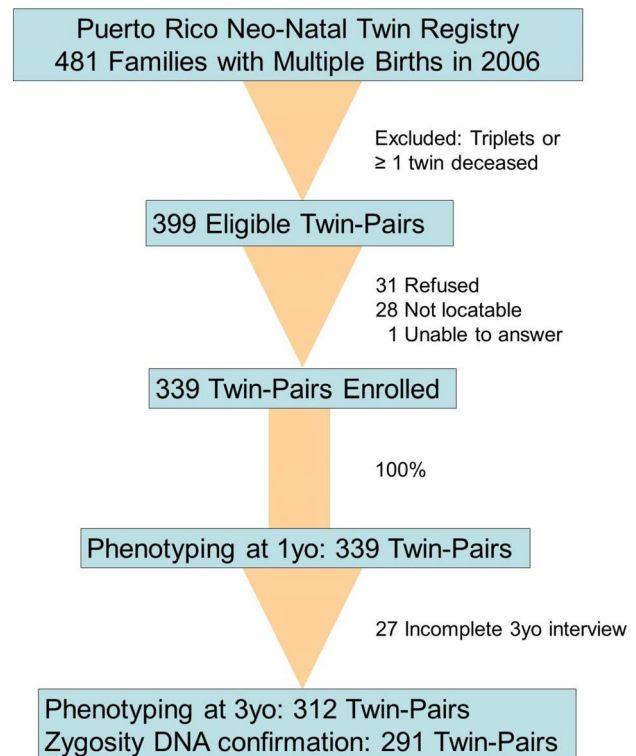 Puerto Rico Neo-Natal Twin Registry
481 Families with Multiple Births in 2006
Excluded: Triplets or
≥ 1 twin deceased
399 Eligible Twin-Pairs
31 Refused
28 Not locatable
1 Unable to answer
339 Twin-Pairs Enrolled
100%
Phenotyping at 1yo: 339 Twin-Pairs
27 Incomplete 3yo interview
Phenotyping at 3yo: 312 Twin-Pairs
Zygosity DNA confirmation: 291 Twin-Pairs